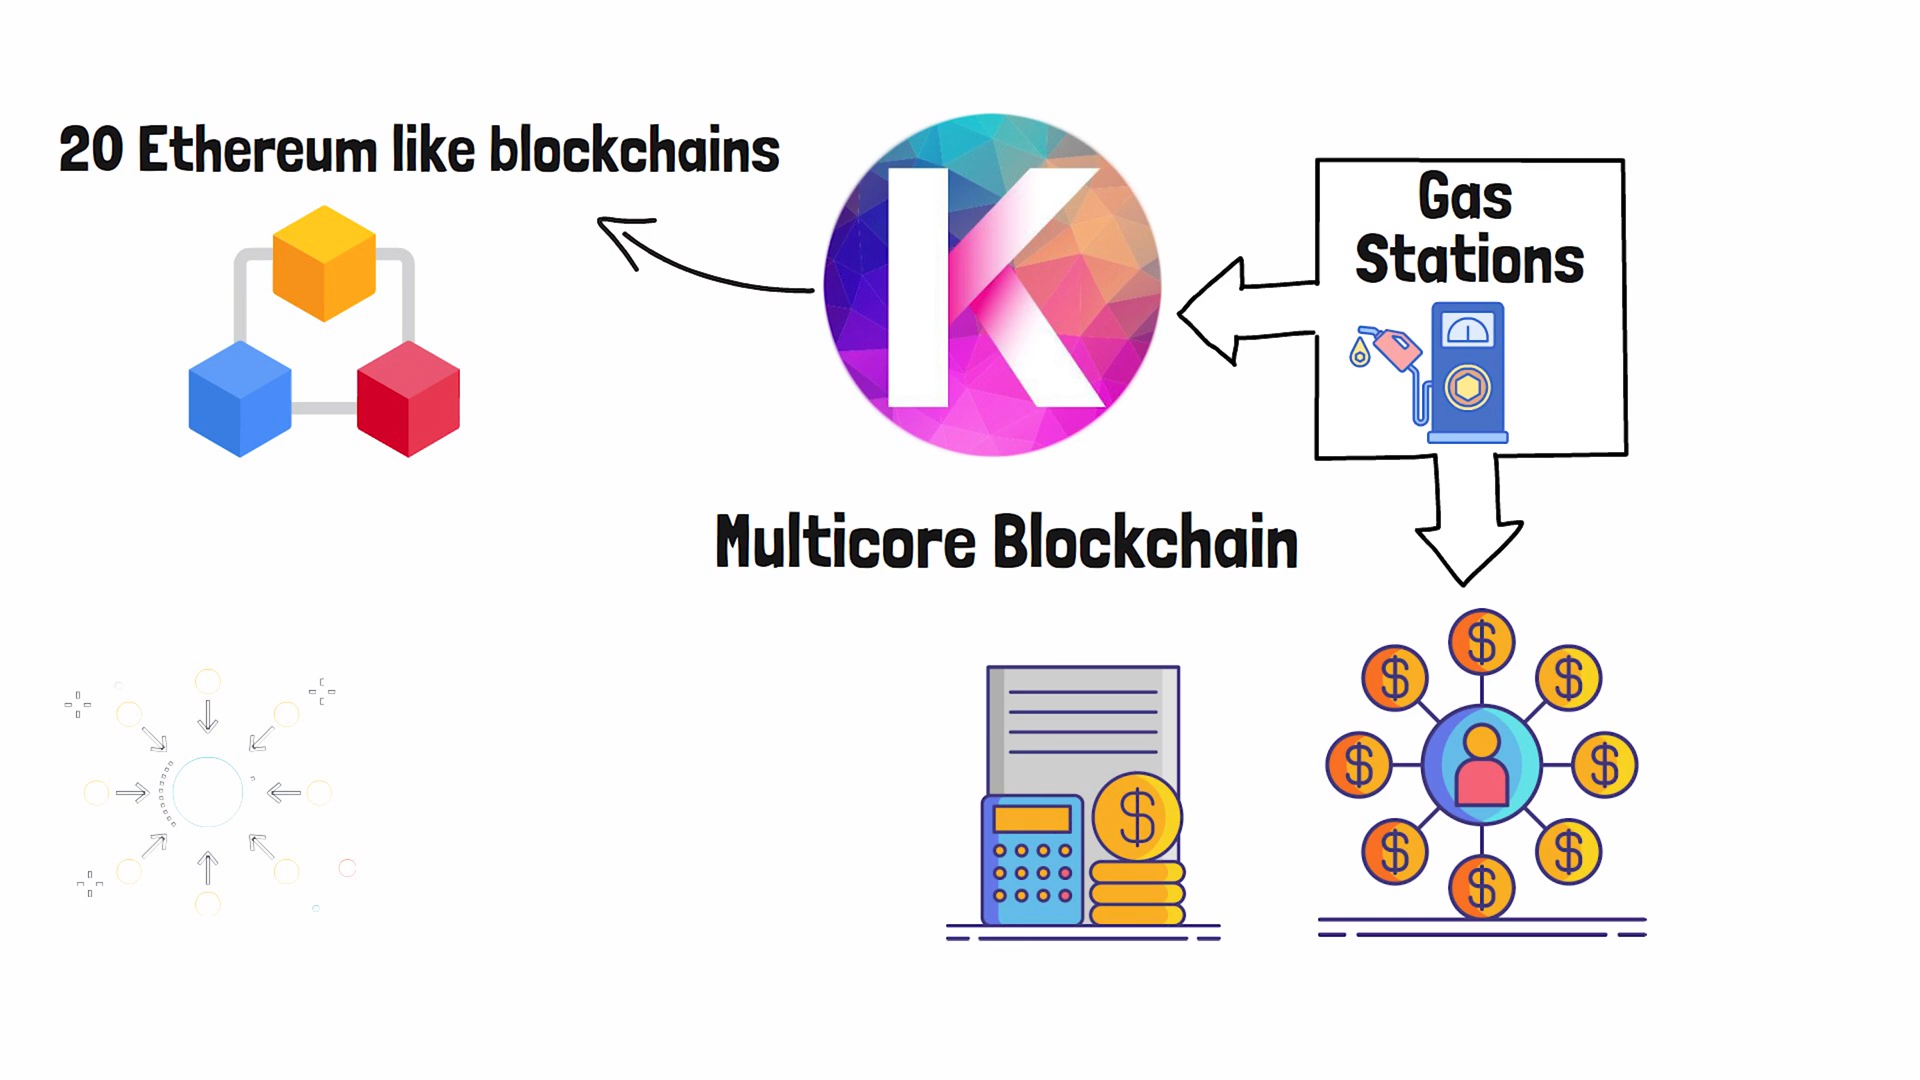 20 Ethereum like blockchains
K
Gas
Stations
Multicore Blockchain
$
$
$
$
$
$
$
$
$